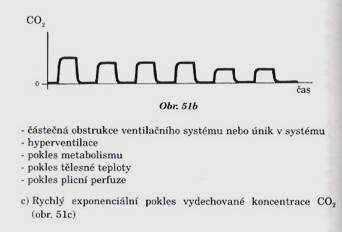 CO2
0
čas
Obr. 51b
- částečná obstrukce ventilačního systému nebo únik v systému
- hyperventilace
- pokles metabolismu
- pokles tělesné teploty
- pokles plicní perfuze
c) Rychlý exponenciální pokles vydechované koncentrace CO2
(obr. 51c)